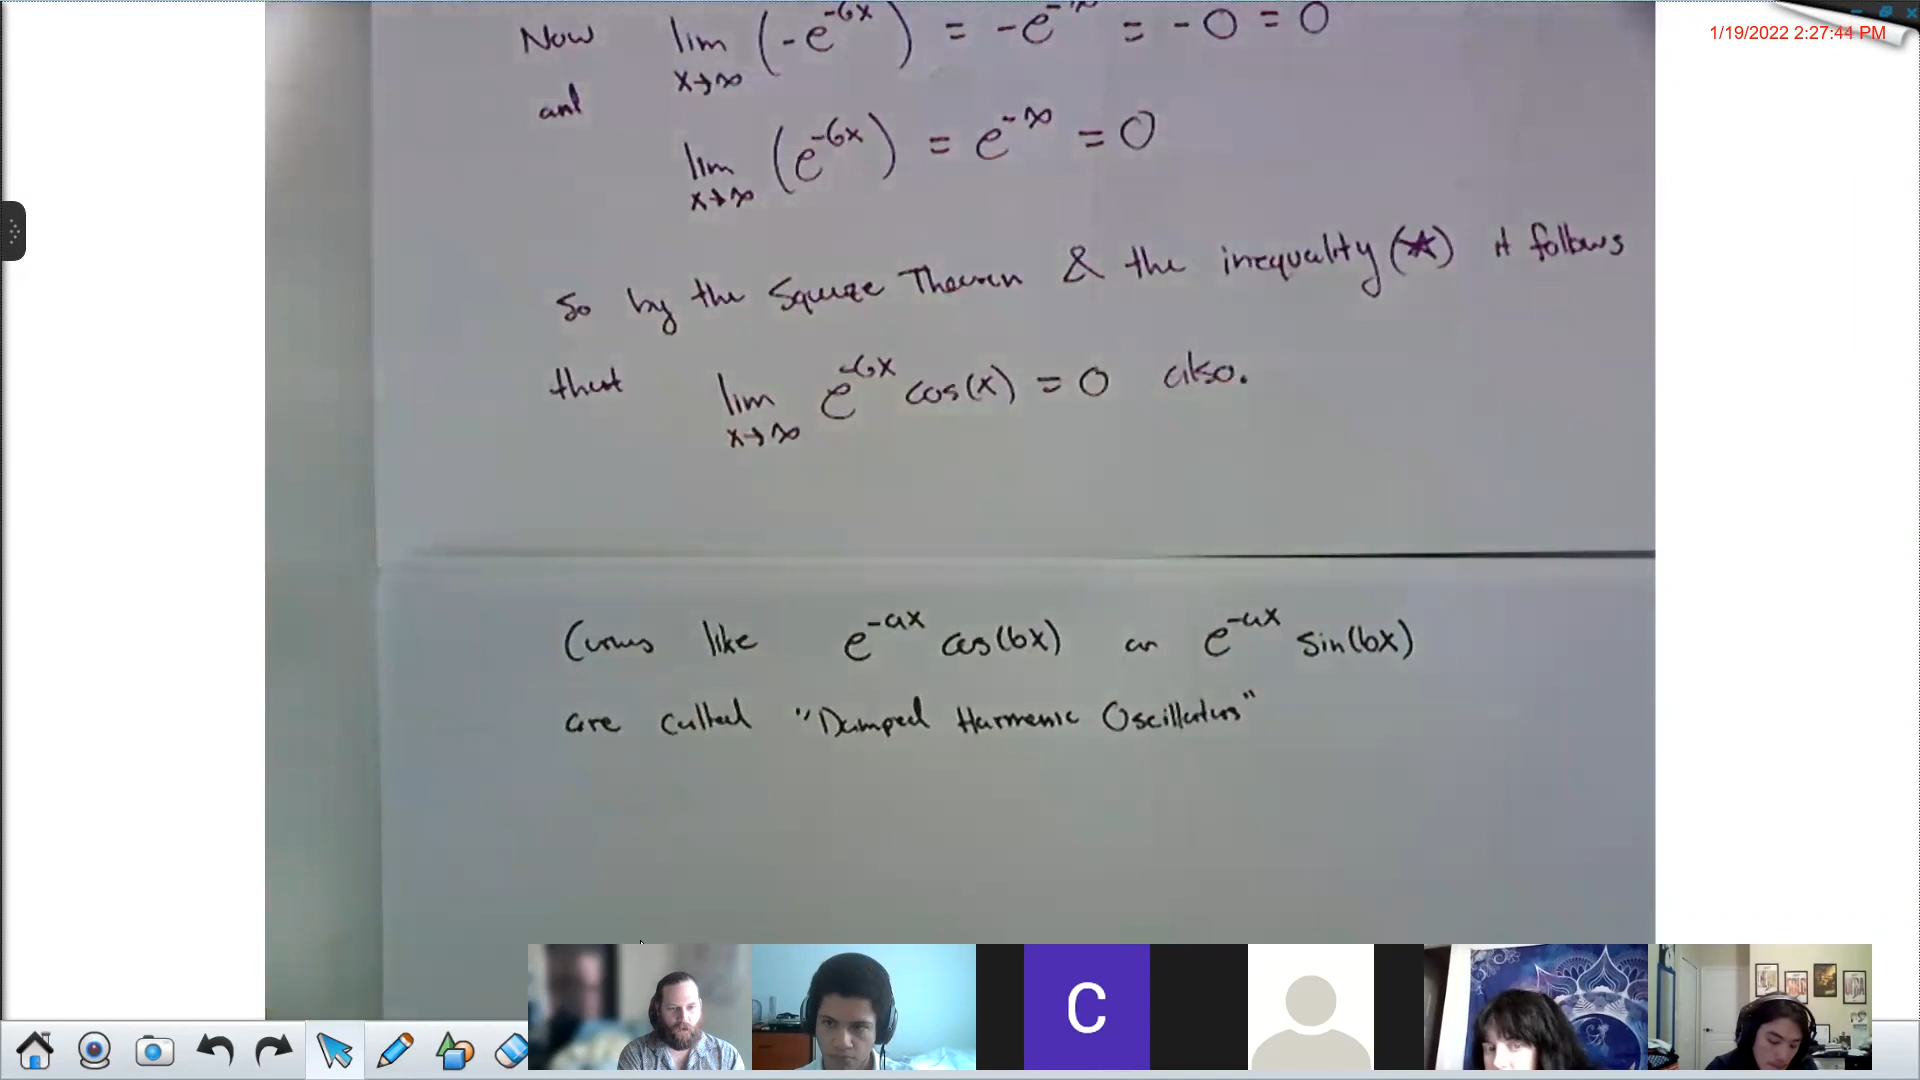 1/19/2022 2:27:44 PM
Now lim x→∞ (-e^-6x) = -e^-∞ = -0 = 0
and
lim x→∞ (e^-6x) = e^-∞ = 0
So by the Squeeze Theorem & the inequality (★) it follows
that lim x→∞ e^-6x cos(x) = 0 also.
Curves like e^-ax cos(bx) or e^-ax sin(bx)
are called "Damped Harmonic Oscillators"
C